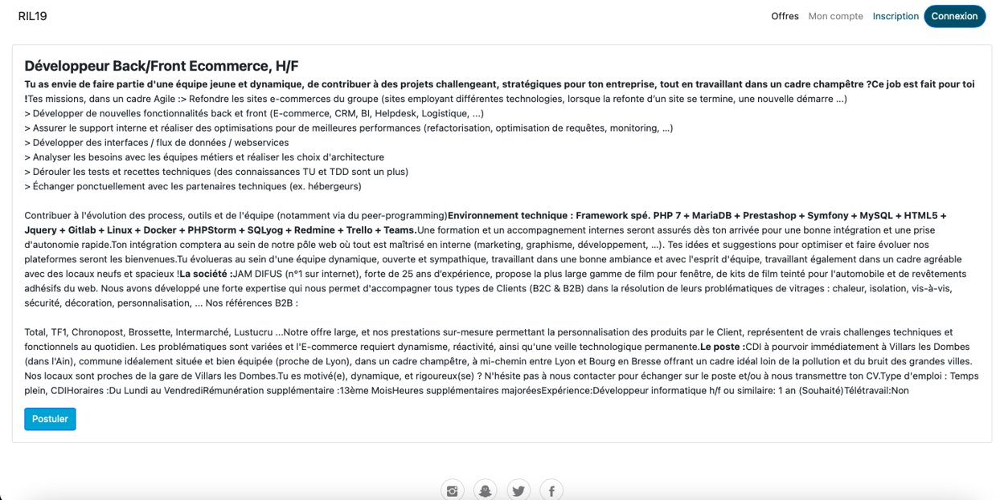 RIL19
Offres Mon compte Inscription Connexion
Développeur Back/Front Ecommerce, H/F
Tu as envie de faire partie d'une équipe jeune et dynamique, de contribuer à des projets challengeant, stratégiques pour ton entreprise, tout en travaillant dans un cadre champêtre ?Ce job est fait pour toi
!Tes missions, dans un cadre Agile :> Refondre les sites e-commerces du groupe (sites employant différentes technologies, lorsque la refonte d'un site se termine, une nouvelle démarre ...)
> Développer de nouvelles fonctionnalités back et front (E-commerce, CRM, BI, Helpdesk, Logistique, ...)
> Assurer le support interne et réaliser des optimisations pour de meilleures performances (refactorisation, optimisation de requêtes, monitoring, ...)
> Développer des interfaces / flux de données / webservices
> Analyser les besoins avec les équipes métiers et réaliser les choix d'architecture
> Dérouler les tests et recettes techniques (des connaissances TU et TDD sont un plus)
> Échanger ponctuellement avec les partenaires techniques (ex. hébergeurs)
Contribuer à l'évolution des process, outils et de l'équipe (notamment via du peer-programming)Environnement technique : Framework spé. PHP 7 + MariaDB + Prestashop + Symfony + MySQL + HTML5 +
Jquery + Gitlab + Linux + Docker + PHPStorm + SQLyog + Redmine + Trello + Teams.Une formation et un accompagnement internes seront assurés dès ton arrivée pour une bonne intégration et une prise
d'autonomie rapide.Ton intégration comptera au sein de notre pôle web où tout est maîtrisé en interne (marketing, graphisme, développement, ...). Tes idées et suggestions pour optimiser et faire évoluer nos
plateformes seront les bienvenues.Tu évolueras au sein d'une équipe dynamique, ouverte et sympathique, travaillant dans une bonne ambiance et avec l'esprit d'équipe, travaillant également dans un cadre agréable
avec des locaux neufs et spacieux !La société :JAM DIFUS (n°1 sur internet), forte de 25 ans d'expérience, propose la plus large gamme de film pour fenêtre, de kits de film teinté pour l'automobile et de revêtements
adhésifs du web. Nous avons développé une forte expertise qui nous permet d'accompagner tous types de Clients (B2C & B2B) dans la résolution de leurs problématiques de vitrages : chaleur, isolation, vis-à-vis,
sécurité, décoration, personnalisation, ... Nos références B2B :
Total, TF1, Chronopost, Brossette, Intermarché, Lustucru ...Notre offre large, et nos prestations sur-mesure permettant la personnalisation des produits par le Client, représentent de vrais challenges techniques et
fonctionnels au quotidien. Les problématiques sont variées et l'E-commerce requiert dynamisme, réactivité, ainsi qu'une veille technologique permanente.Le poste :CDI à pourvoir immédiatement à Villars les Dombes
(dans l'Ain), commune idéalement située et bien équipée (proche de Lyon), dans un cadre champêtre, à mi-chemin entre Lyon et Bourg en Bresse offrant un cadre idéal loin de la pollution et du bruit des grandes villes.
Nos locaux sont proches de la gare de Villars les Dombes.Tu es motivé(e), dynamique, et rigoureux(se) ? N'hésite pas à nous contacter pour échanger sur le poste et/ou à nous transmettre ton CV.Type d'emploi : Temps
plein, CDIHoraires :Du Lundi au VendrediRémunération supplémentaire :13ème MoisHeures supplémentaires majoréesExpérience:Développeur informatique h/f ou similaire: 1 an (Souhaité)Télétravail:Non
Postuler